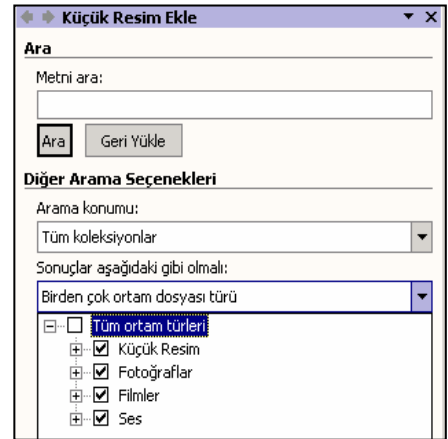 Küçük Resim Ekle
Ara
Metni ara:
Ara
Geri Yükle
Diğer Arama Seçenekleri
Arama konumu:
Tüm koleksiyonlar
Sonuçlar aşağıdaki gibi olmalı:
Birden çok ortam dosyası türü
Tüm ortam türleri
Küçük Resim
Fotoğraflar
Filmler
Ses